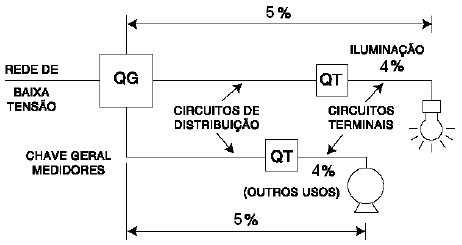 5 %
ILUMINAÇÃO
4%
REDE DE
BAIXA
TENSÃO
QG
QT
CIRCUITOS DE
DISTRIBUIÇÃO
CIRCUITOS
TERMINAIS
CHAVE GERAL
MEDIDORES
QT
4%
(OUTROS USOS)
5 %